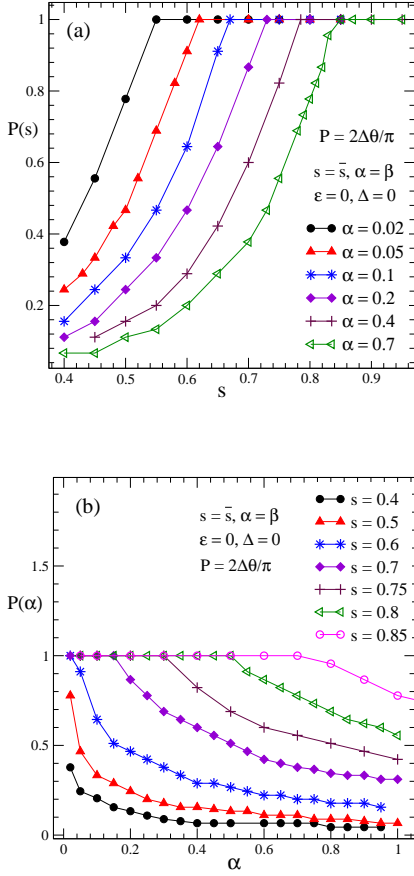 (a)
P(s)
1
0.8
0.6
0.4
0.2
P = 2Δθ/π
s = s̄, α = β
ε = 0, Δ = 0
α = 0.02
α = 0.05
α = 0.1
α = 0.2
α = 0.4
α = 0.7
0.4 0.5 0.6 0.7 0.8 0.9
s
(b)
s = s̄, α = β
ε = 0, Δ = 0
P = 2Δθ/π
s = 0.4
s = 0.5
s = 0.6
s = 0.7
s = 0.75
s = 0.8
s = 0.85
1.5
P(α)
1
0.5
0
0 0.2 0.4 0.6 0.8 1
α